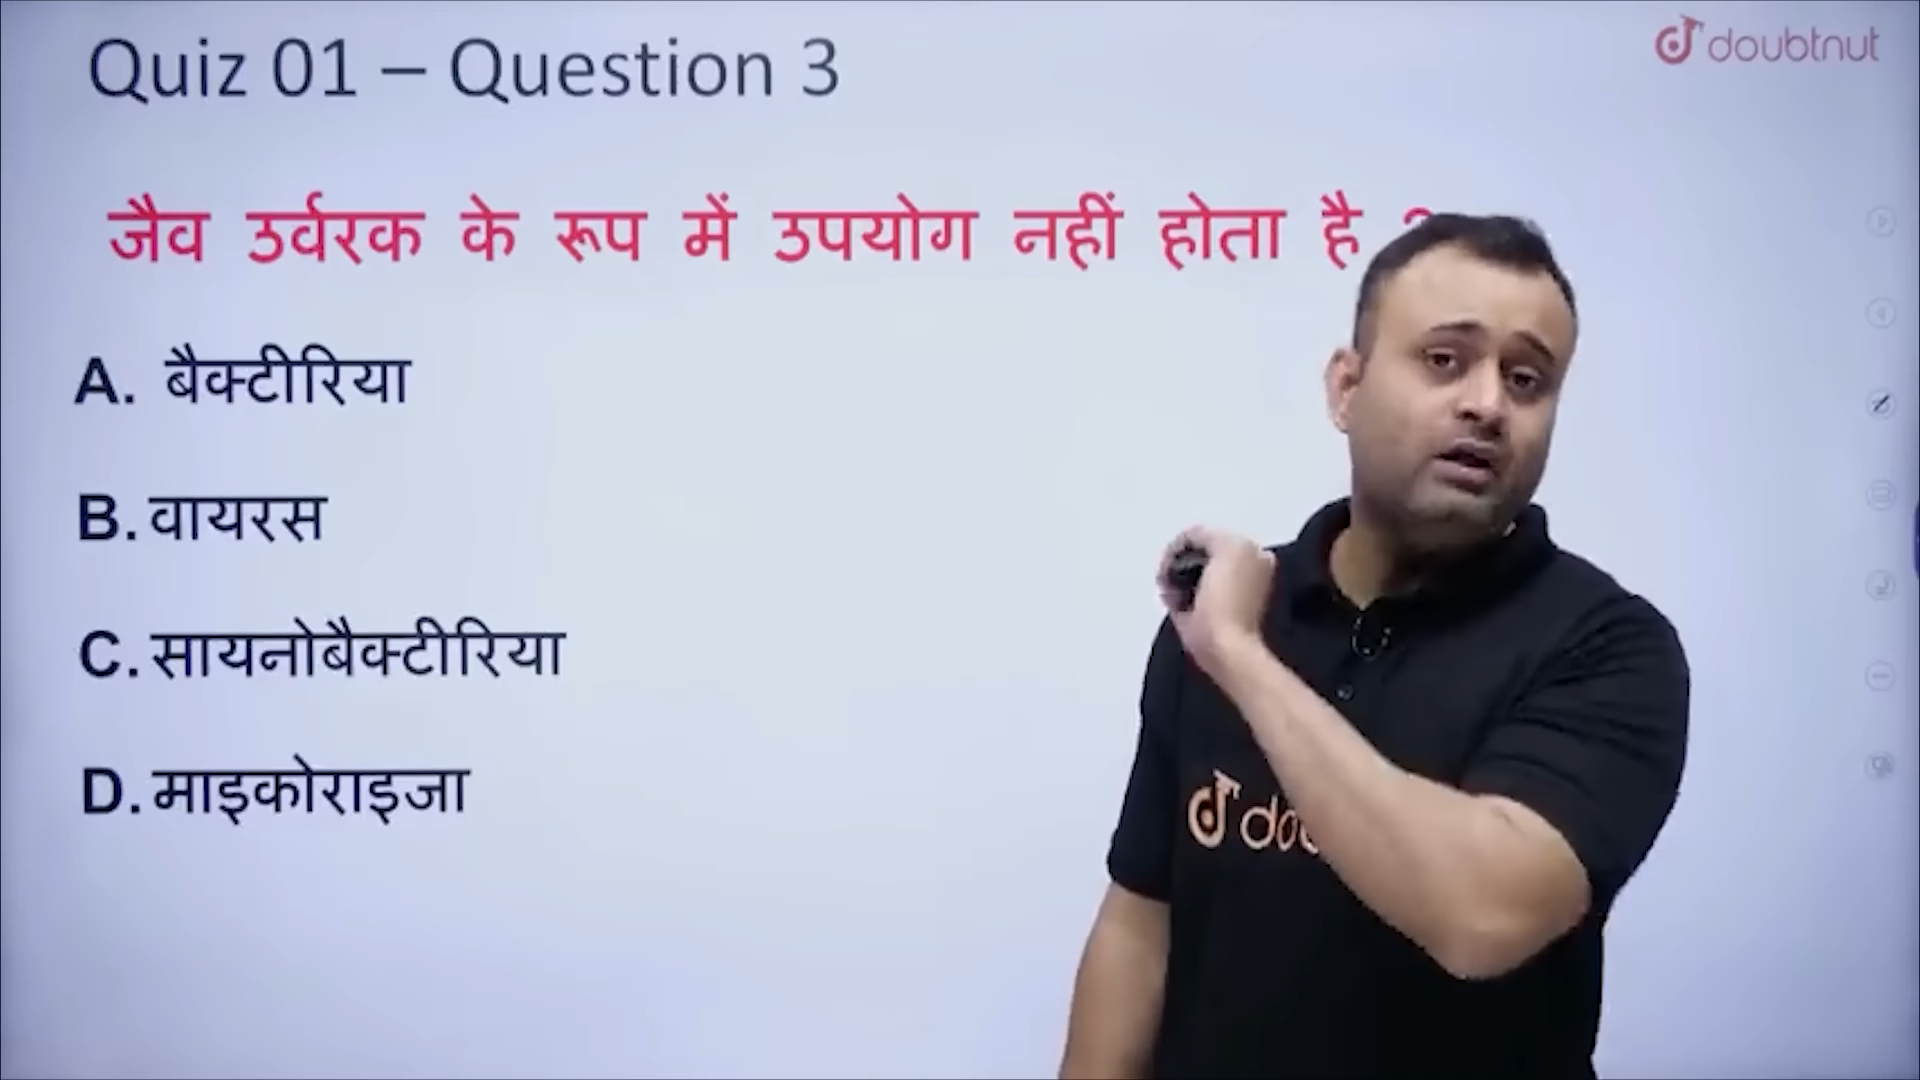 Quiz 01 – Question 3
doubtnut
जैव उर्वरक के रूप में उपयोग नहीं होता है ?
A. बैक्टीरिया
B. वायरस
C. सायनोबैक्टीरिया
D. माइकोराइजा